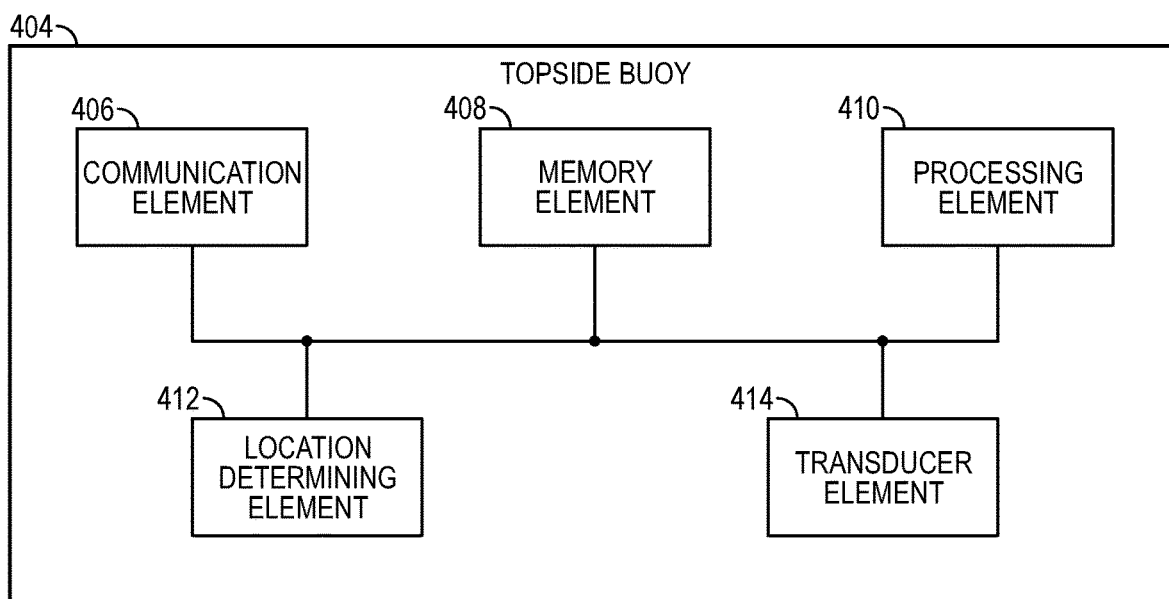 404
TOPSIDE BUOY
406
408
410
COMMUNICATION
ELEMENT
MEMORY
ELEMENT
PROCESSING
ELEMENT
412
414
LOCATION
DETERMINING
ELEMENT
TRANSDUCER
ELEMENT